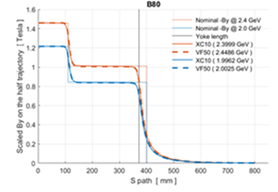 B80
Scaled By on the half trajectory [ Tesla ]
1.6
1.4
1.2
1
0.8
0.6
0.4
0.2
0
Nominal -By @ 2.4 GeV
Nominal -By @ 2.0 GeV
Yoke length
XC10 ( 2.3999 GeV )
VF50 ( 2.4486 GeV )
XC10 ( 1.9962 GeV )
VF50 ( 2.0025 GeV )
0 100 200 300 400 500 600 700 800
S path [ mm ]